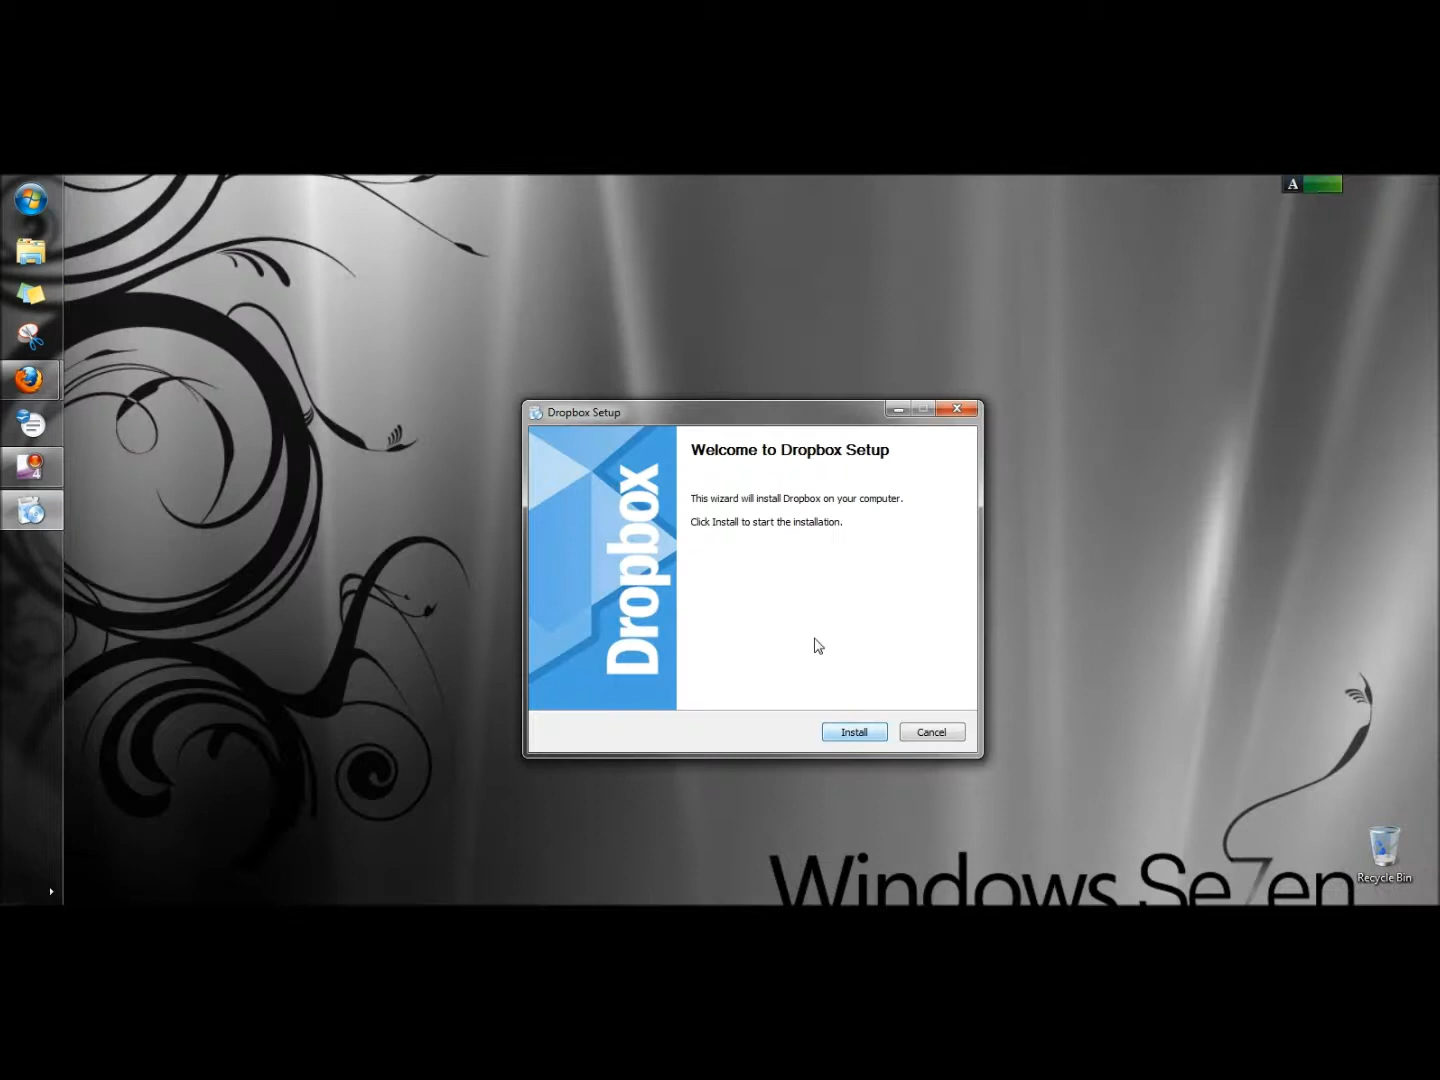 A
Dropbox Setup
Welcome to Dropbox Setup
This wizard will install Dropbox on your computer.
Click Install to start the installation.
Dropbox
Install
Cancel
4
Windows Se7en
Recycle Bin